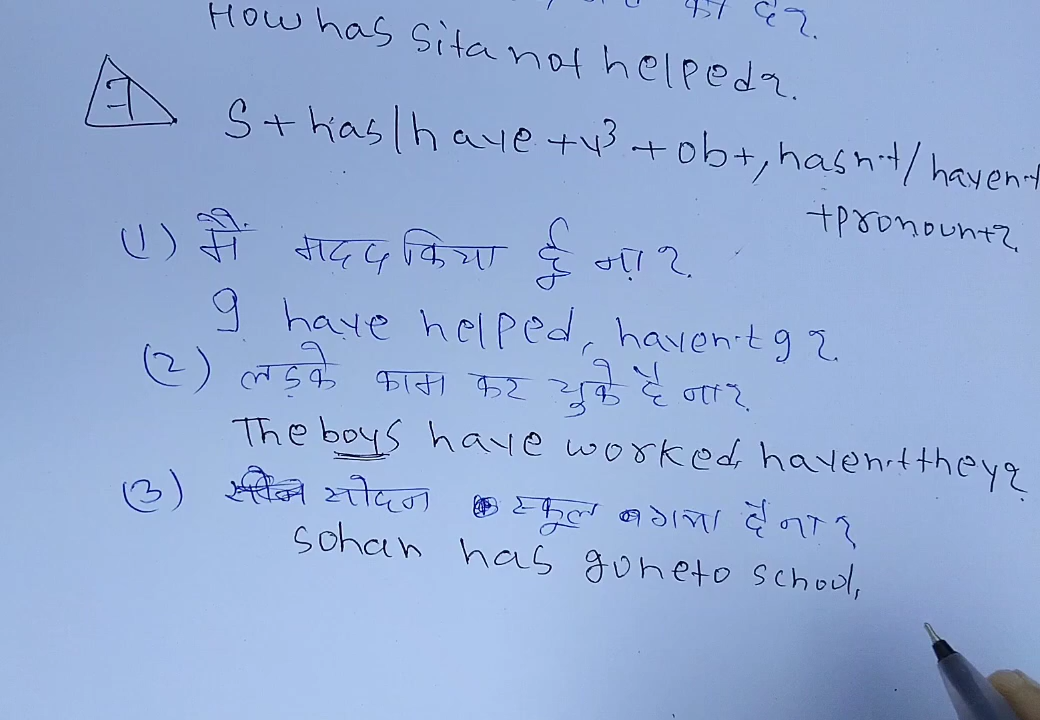 का है?
How has sita not helped?
F
S + has/have + v³ + obj, hasn't/haven't
+pronoun+?
(1) मैं मदद किया हूँ ना?
I have helped, haven't I?
(2) लड़के काम कर चुके है ना?
The boys have worked, haven't they?
(3) सोहन स्कूल गया है ना?
sohan has gone to school,